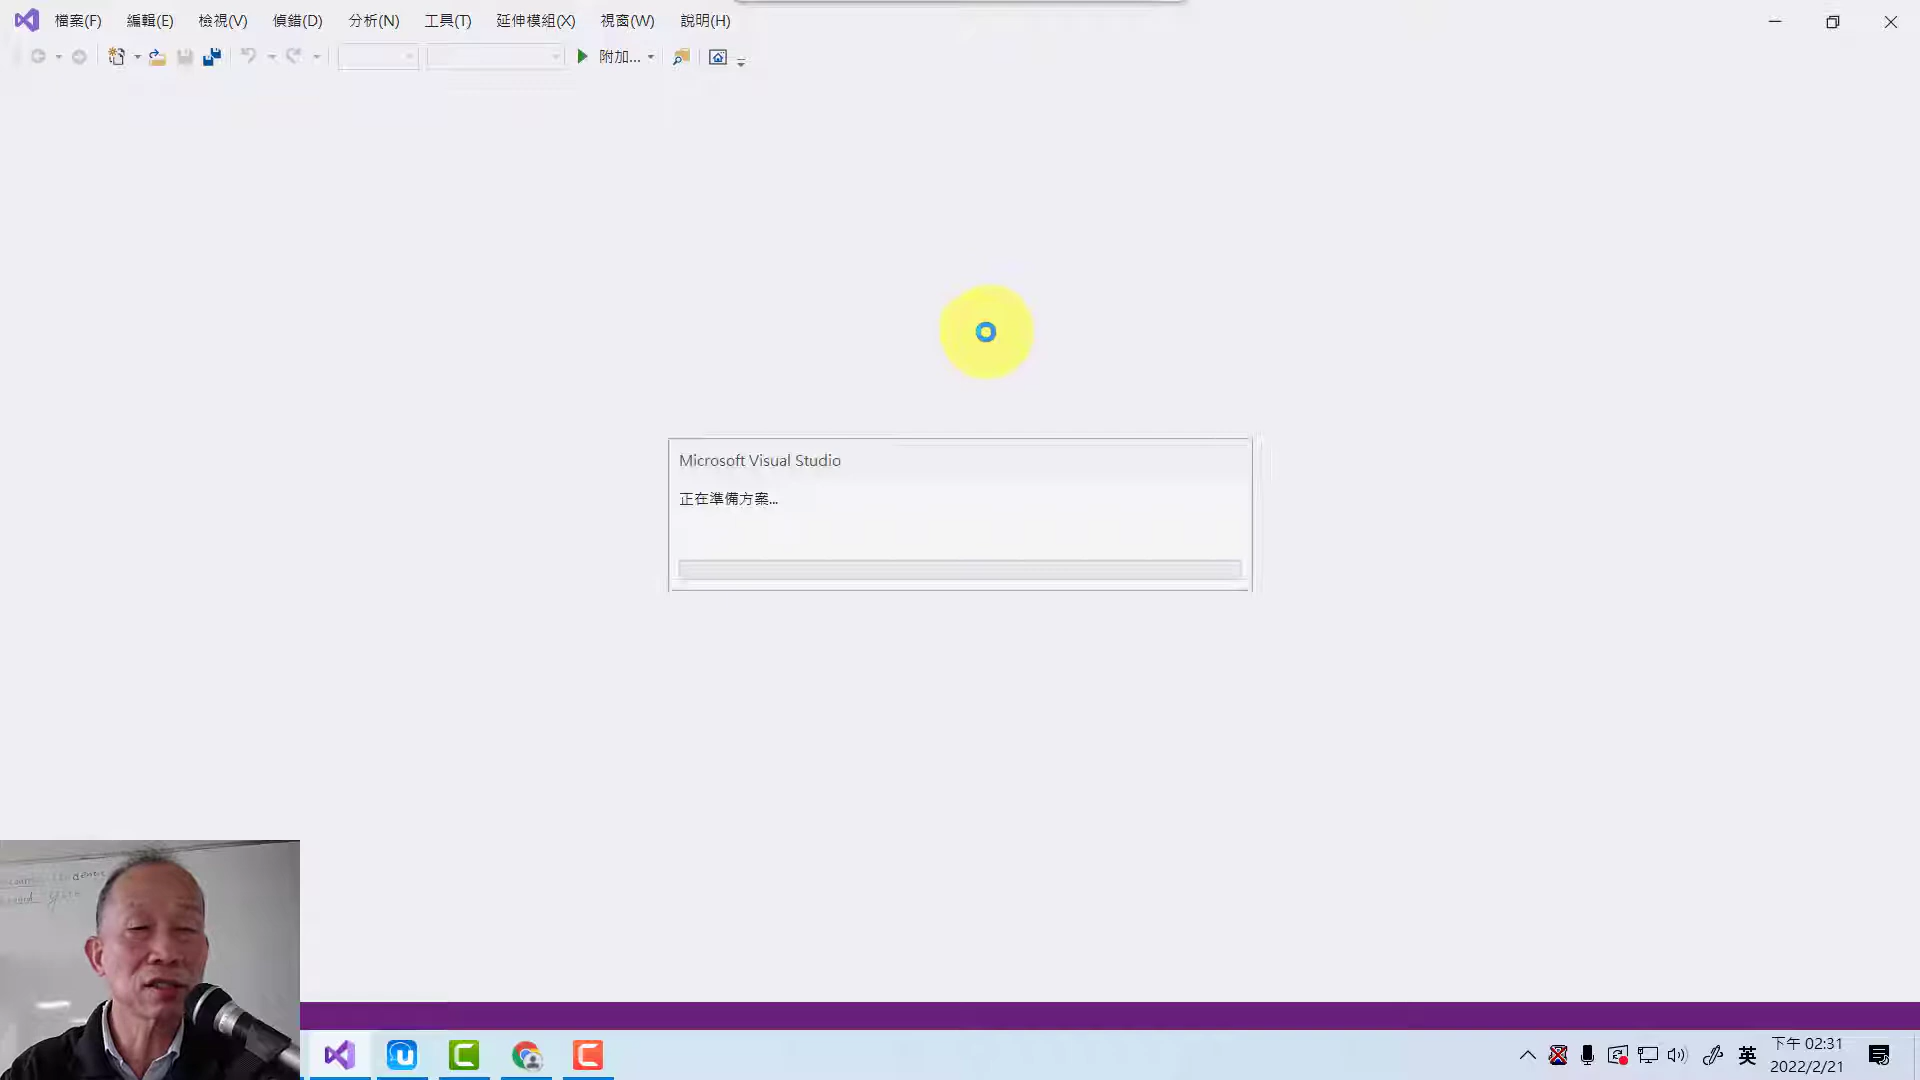 檔案(F) 編輯(E) 檢視(V) 偵錯(D) 分析(N) 工具(T) 延伸模組(X) 視窗(W) 說明(H)
附加...
Microsoft Visual Studio
正在準備方案...
英
下午 02:31
2022/2/21